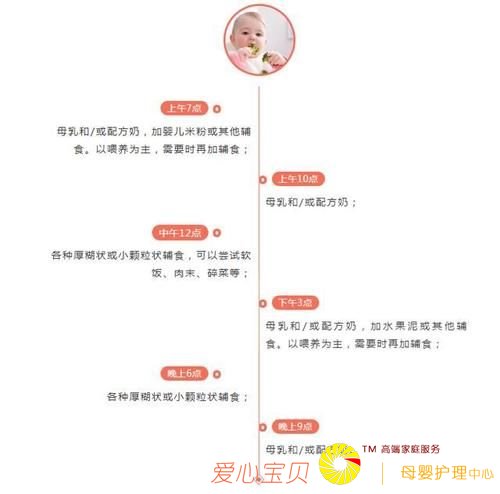 上午7点
母乳和/或配方奶，加婴儿米粉或其他辅
食。以喂养为主，需要时再加辅食；
上午10点
母乳和/或配方奶；
中午12点
各种厚糊状或小颗粒状辅食，可以尝试软
饭、肉末、碎菜等；
下午3点
母乳和/或配方奶，加水果泥或其他辅
食。以喂养为主，需要时再加辅食；
晚上6点
各种厚糊状或小颗粒状辅食；
晚上9点
母乳和/或配方奶
TM 高端家庭服务
爱心宝贝
母婴护理中心